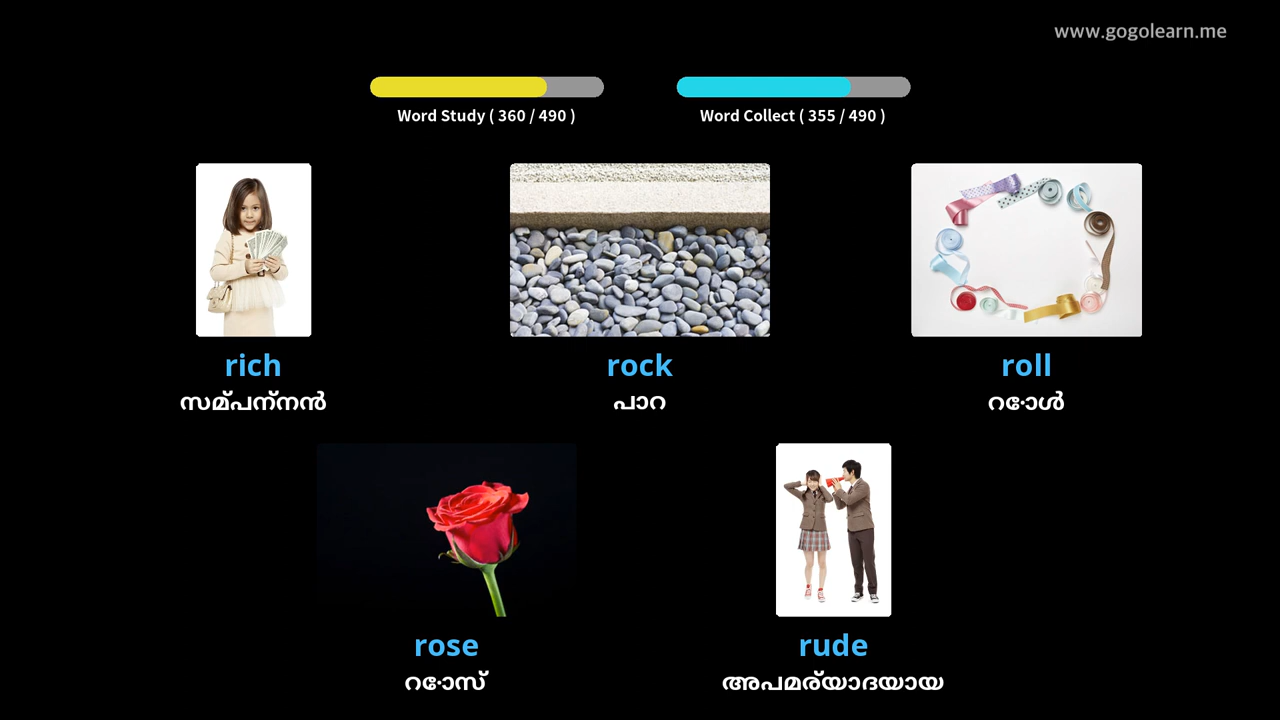 www.gogolearn.me
Word Study ( 360 / 490 )
Word Collect ( 355 / 490 )
rich
സമ്പന്നൻ
rock
പാറ
roll
റോൾ
rose
റോസ്
rude
അപമര്യാദയായ